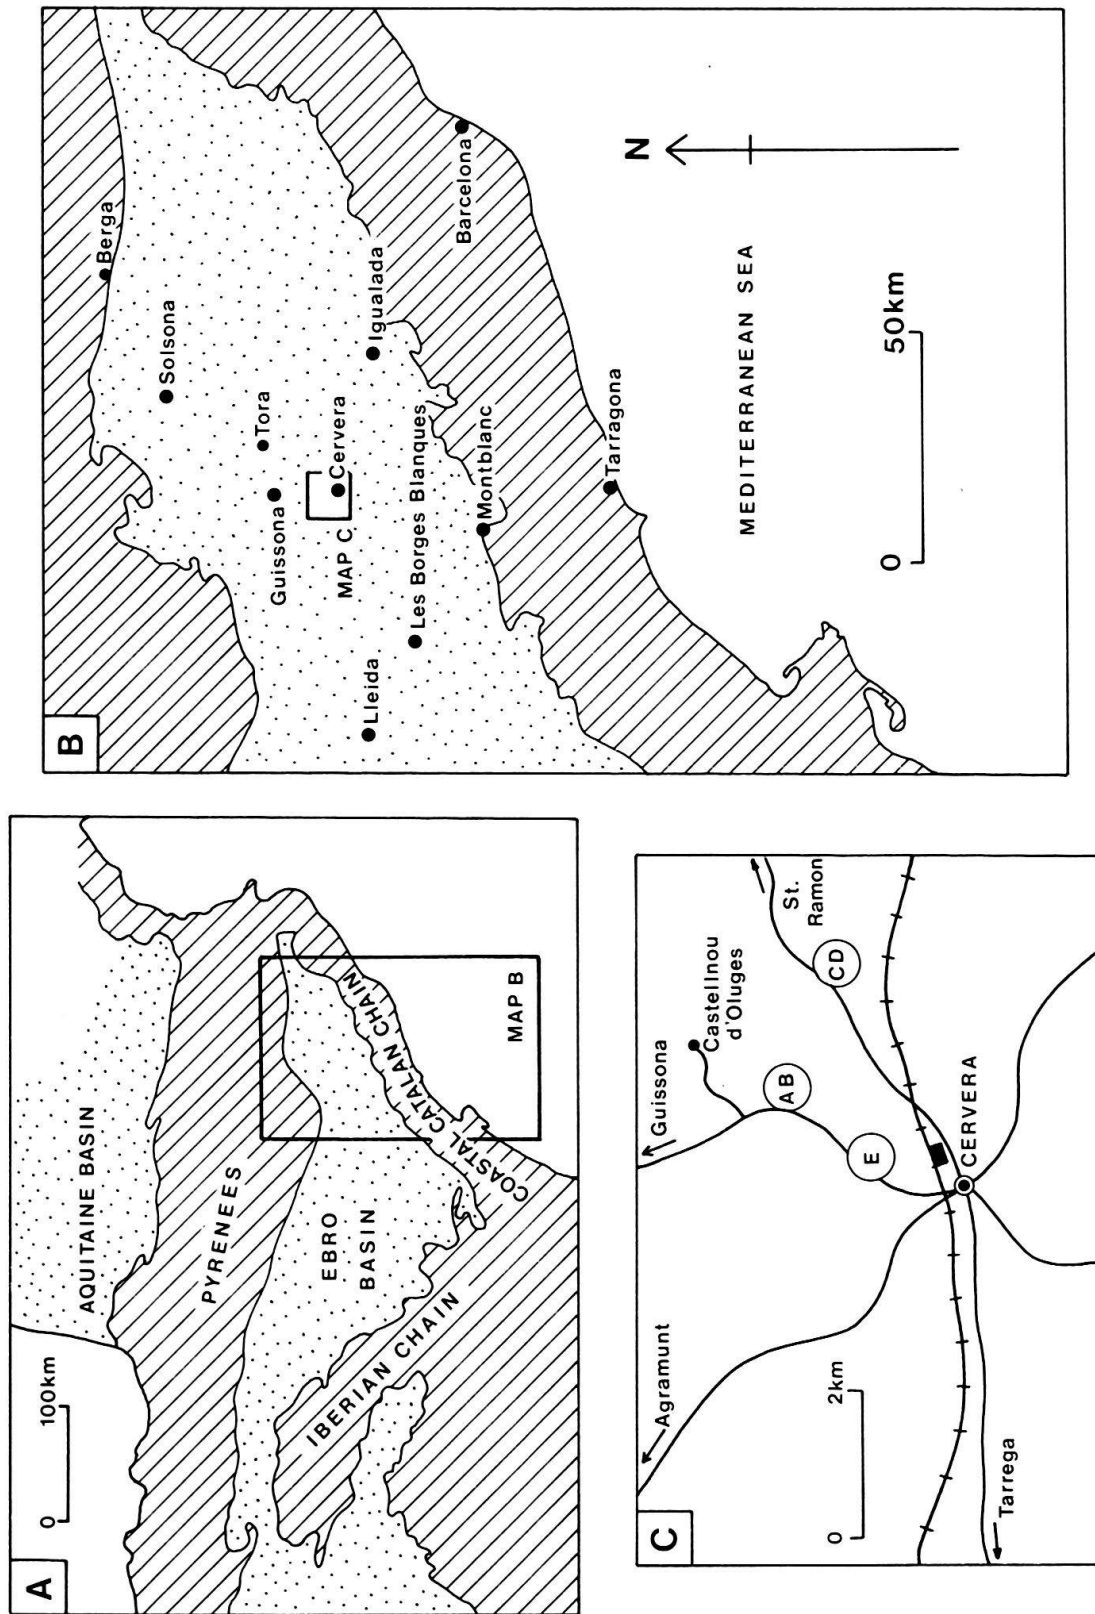 A
0 100km
AQUITAINE BASIN
PYRENEES
EBRO
BASIN
IBERIAN CHAIN
COASTAL CATALAN CHAIN
MAP B
B
Berga
Solsona
Tora
Guissona
Cervera
MAP C
Igualada
Lleida
Les Borges Blanques
Montblanc
Barcelona
Tarragona
N
MEDITERRANEAN SEA
0 50km
C
Agramunt
Guissona
Castellnou
d'Oluges
St.
Ramon
AB
CD
E
0 2km
CERVERA
Tarrega